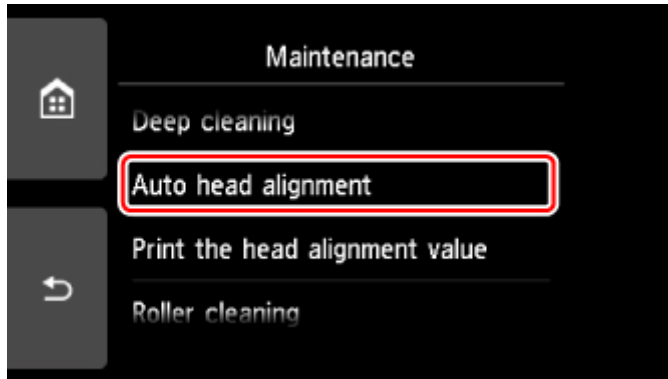 Maintenance
Deep cleaning
Auto head alignment
Print the head alignment value
Roller cleaning